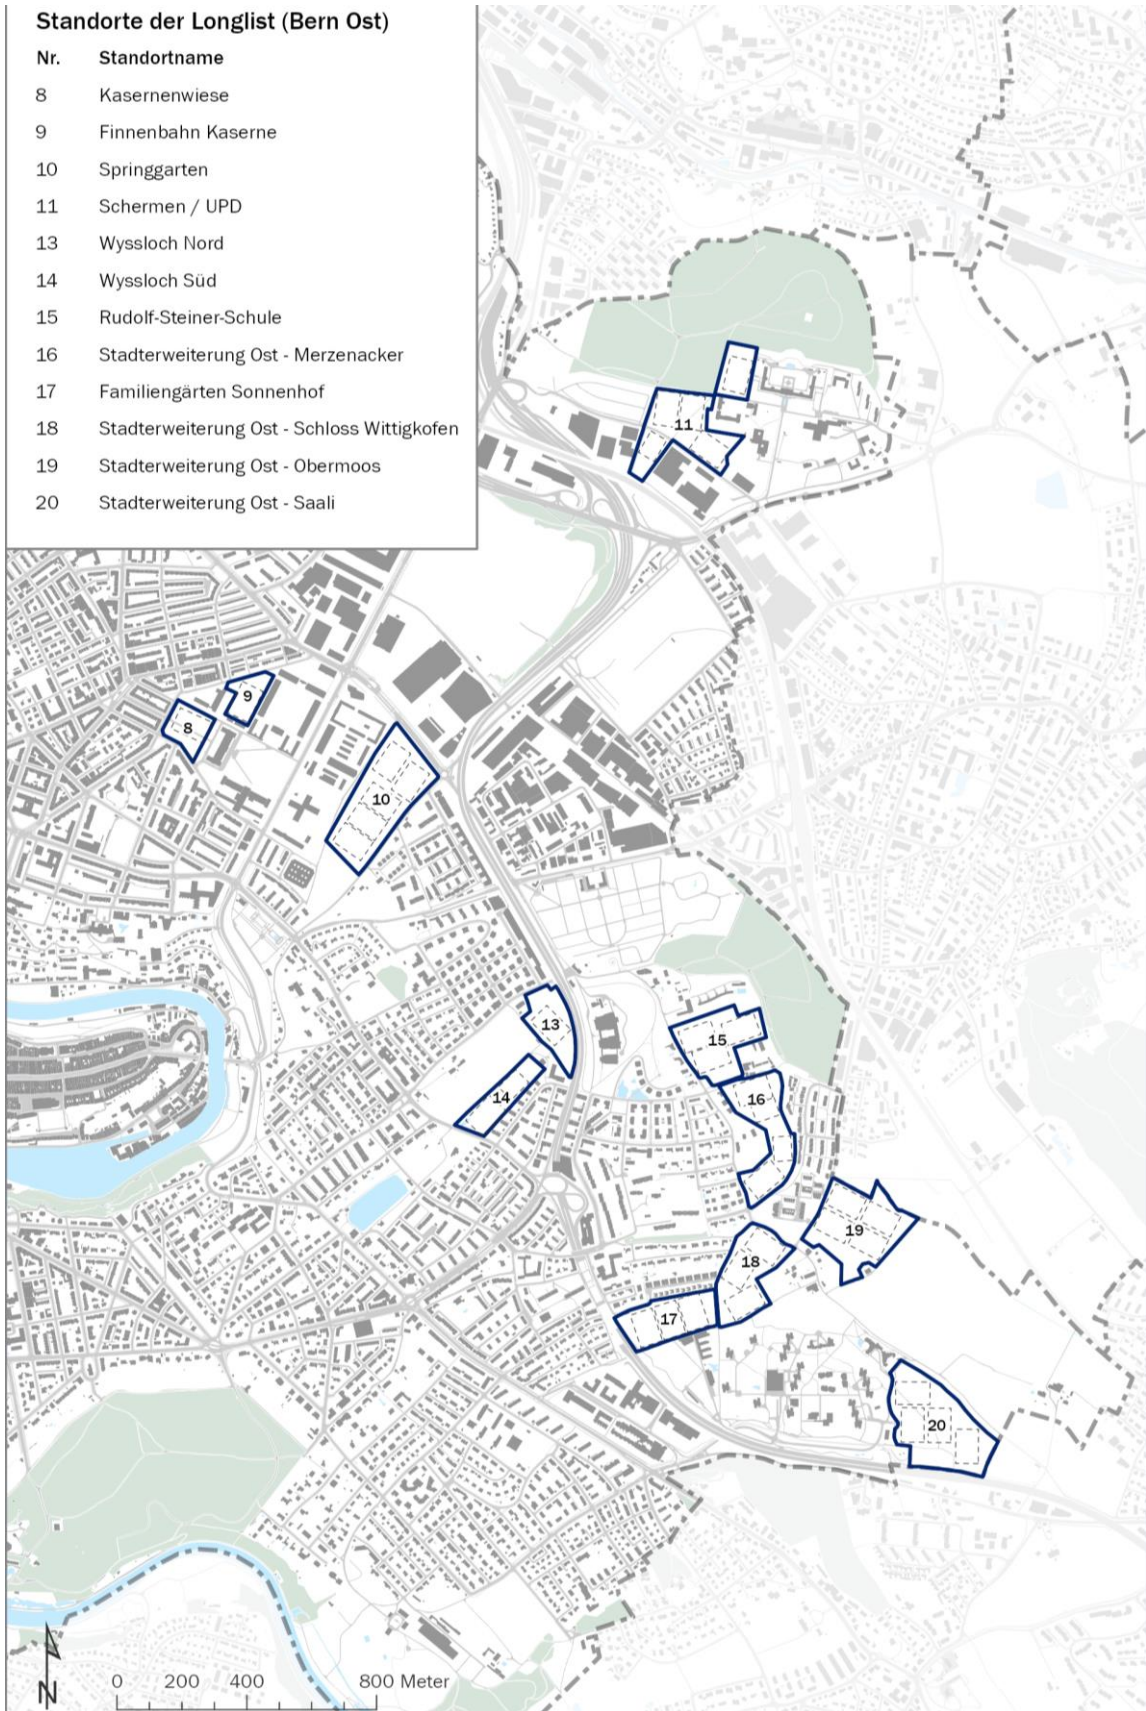 Standorte der Longlist (Bern Ost)
Nr. Standortname
8 Kasernenwiese
9 Finnenbahn Kaserne
10 Springgarten
11 Schermen / UPD
13 Wyssloch Nord
14 Wyssloch Süd
15 Rudolf-Steiner-Schule
16 Stadterweiterung Ost - Merzenacker
17 Familiengärten Sonnenhof
18 Stadterweiterung Ost - Schloss Wittigkofen
19 Stadterweiterung Ost - Obermoos
20 Stadterweiterung Ost - Saali
11
9
8
10
13
15
14
16
19
18
17
20
N
0 200 400 800 Meter